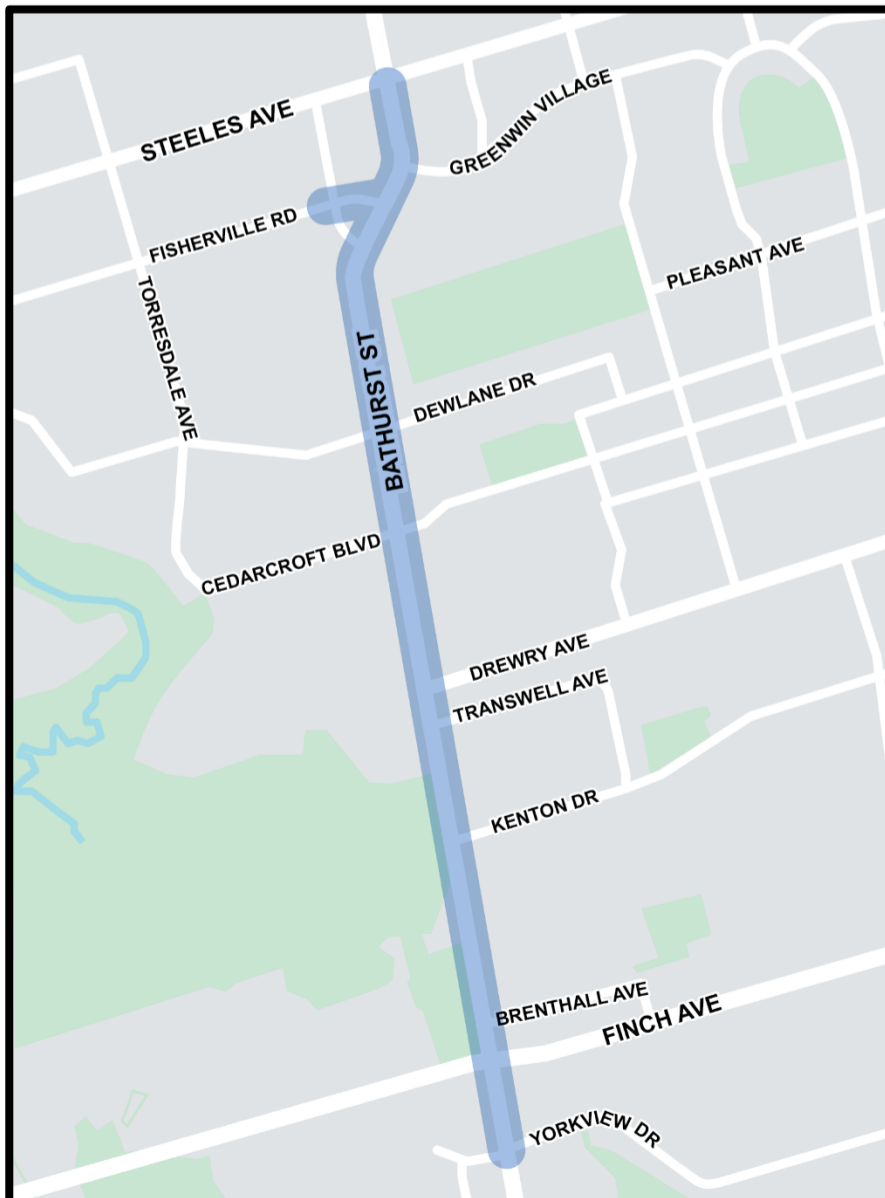 STEELES AVE
GREENWIN VILLAGE
FISHERVILLE RD
PLEASANT AVE
TORRESDALE AVE
BATHURST ST
DEWLANE DR
CEDARCROFT BLVD
DREWRY AVE
TRANSWELL AVE
KENTON DR
BRENTHALL AVE
FINCH AVE
YORKVIEW DR